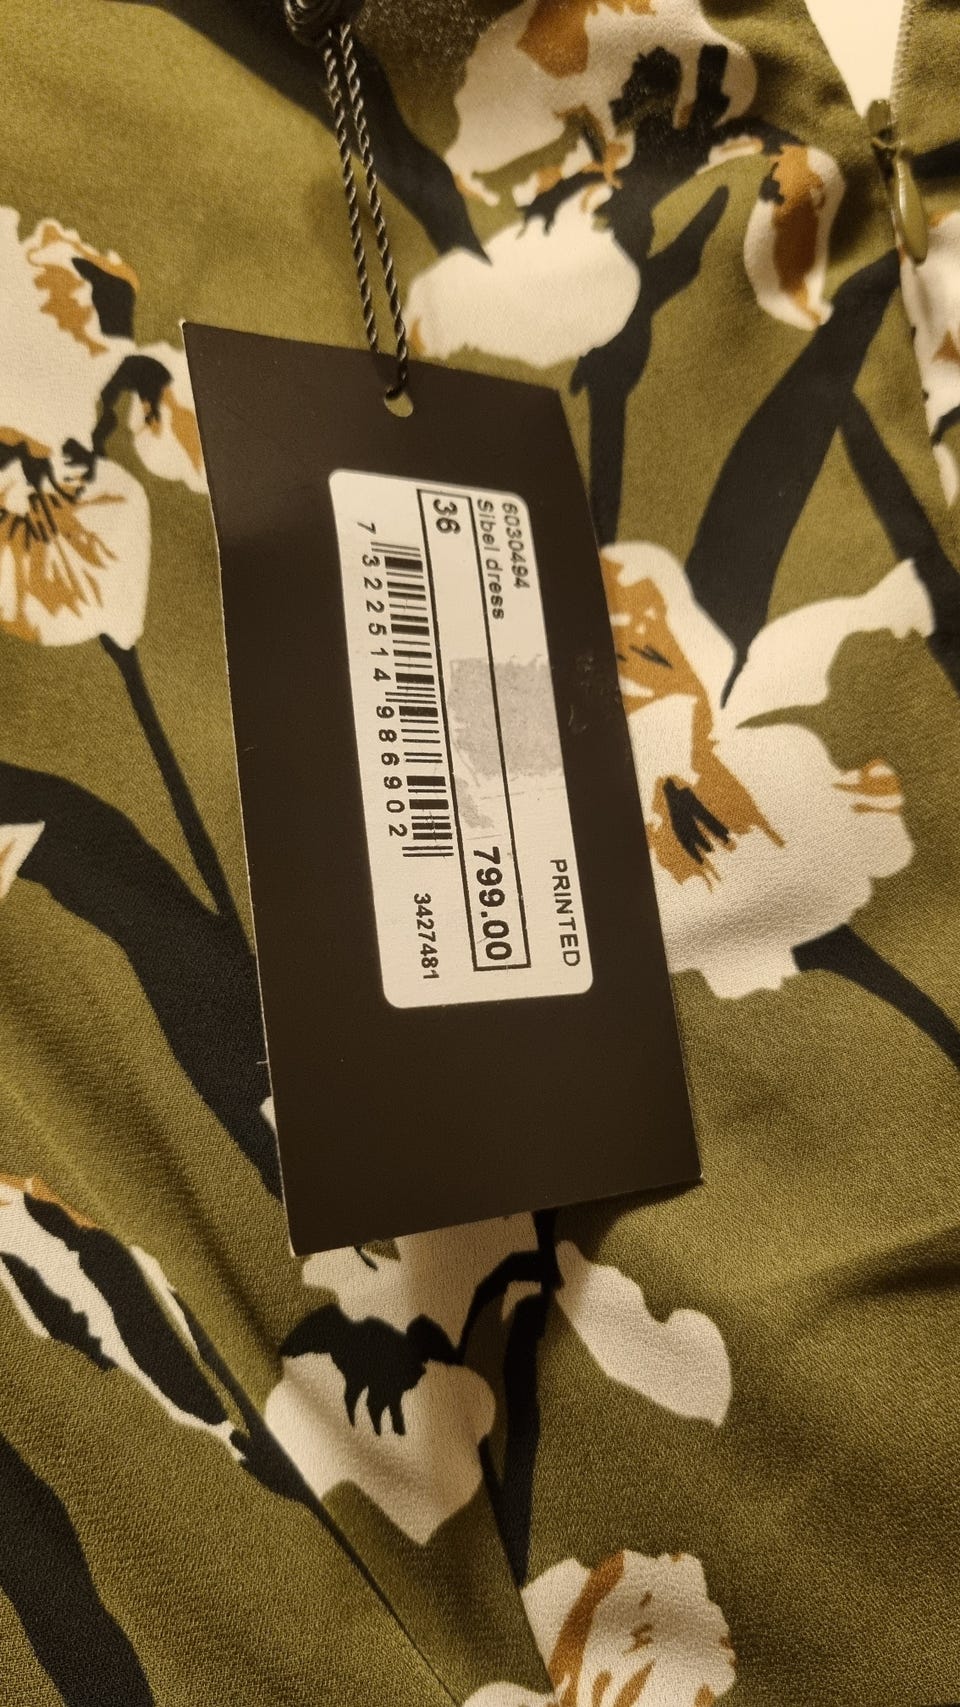 6030494
Sibel dress
PRINTED
36
799.00
7 322514 986902
3427481